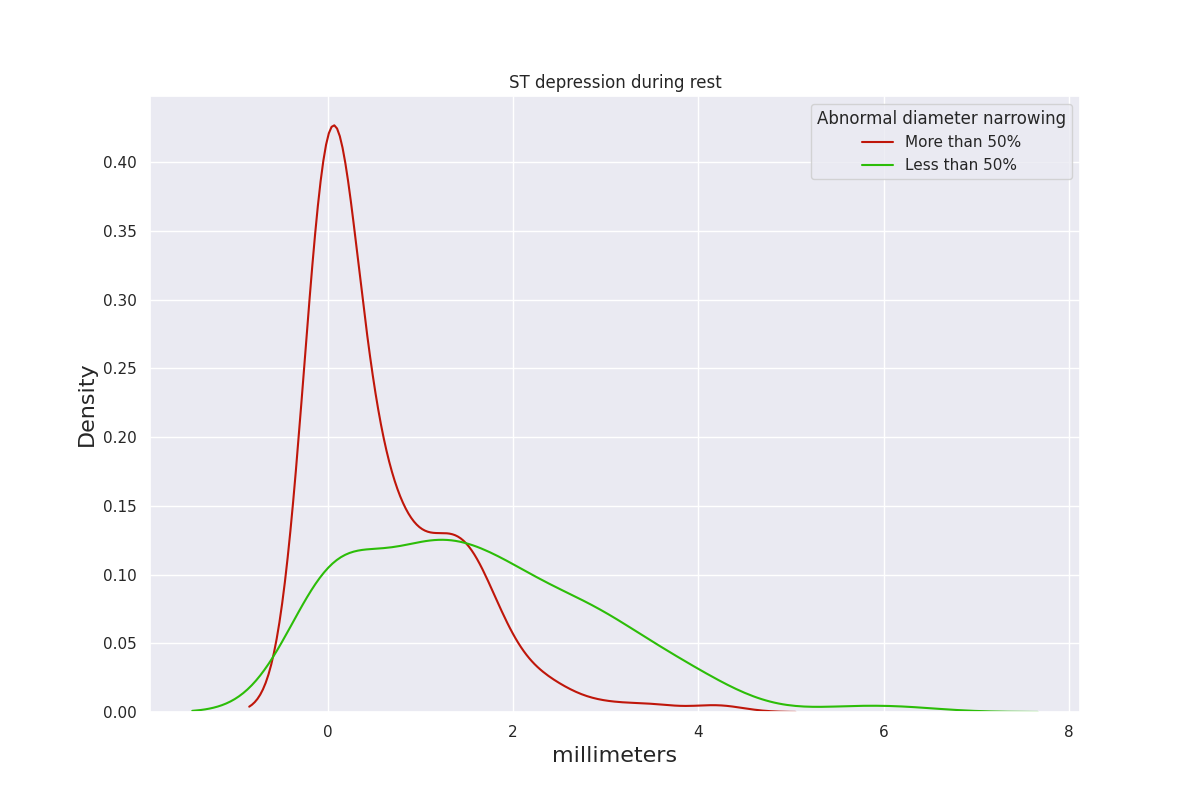 ST depression during rest
Abnormal diameter narrowing
More than 50%
Less than 50%
0.40
0.35
0.30
0.25
0.20
0.15
0.10
0.05
0.00
Density
0 2 4 6 8
millimeters